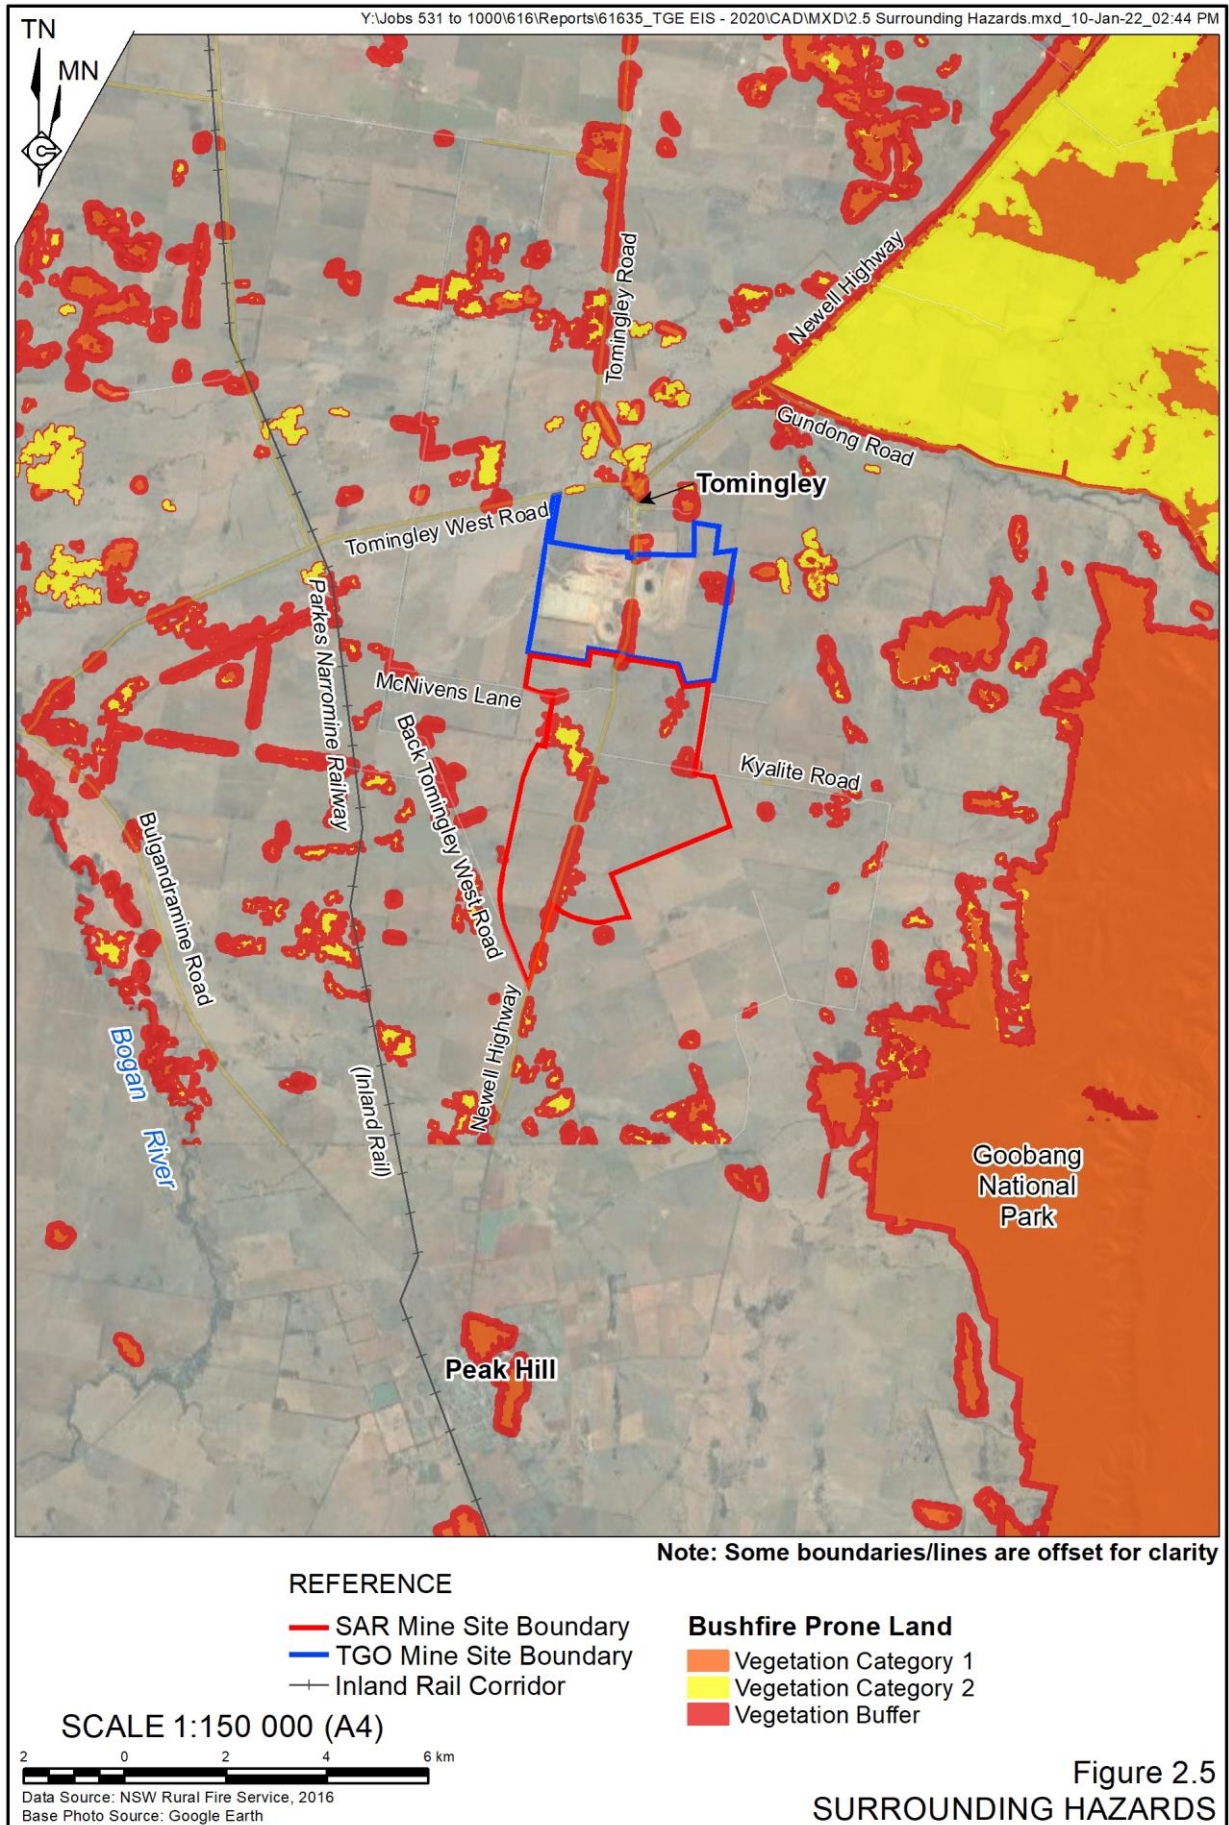 Y:\Jobs 531 to 1000\616\Reports\61635_TGE EIS - 2020\CAD\MXD\2.5 Surrounding Hazards.mxd_10-Jan-22_02:44 PM
TN
MN
Tomingley Road
Newell Highway
Gundong Road
Tomingley
Tomingley West Road
Parkes Narromine Railway
McNivens Lane
Back Tomingley West Road
Kyalite Road
Bulgandramine Road
Newell Highway
Bogan
River
(Inland Rail)
Goobang
National
Park
Peak Hill
Note: Some boundaries/lines are offset for clarity
REFERENCE
SAR Mine Site Boundary
TGO Mine Site Boundary
Inland Rail Corridor
Bushfire Prone Land
Vegetation Category 1
Vegetation Category 2
Vegetation Buffer
SCALE 1:150 000 (A4)
2 0 2 4 6 km
Data Source: NSW Rural Fire Service, 2016
Base Photo Source: Google Earth
Figure 2.5
SURROUNDING HAZARDS